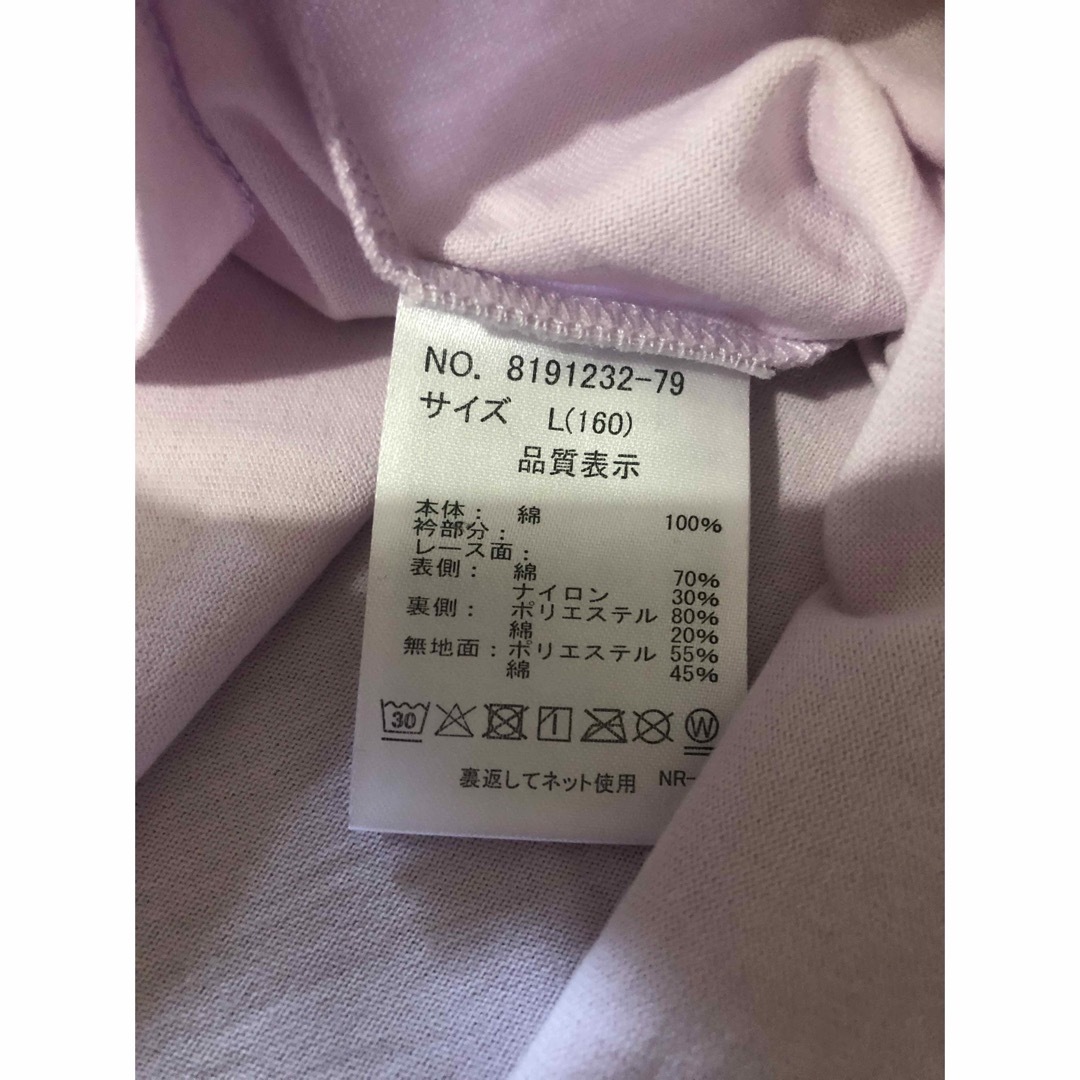 NO. 8191232-79
サイズ L(160)
品質表示
本体: 綿 100%
衿部分:
レース面:
表側: 綿 70%
ナイロン 30%
裏側: ポリエステル 80%
綿 20%
無地面:ポリエステル 55%
綿 45%
30 W
裏返してネット使用 NR-